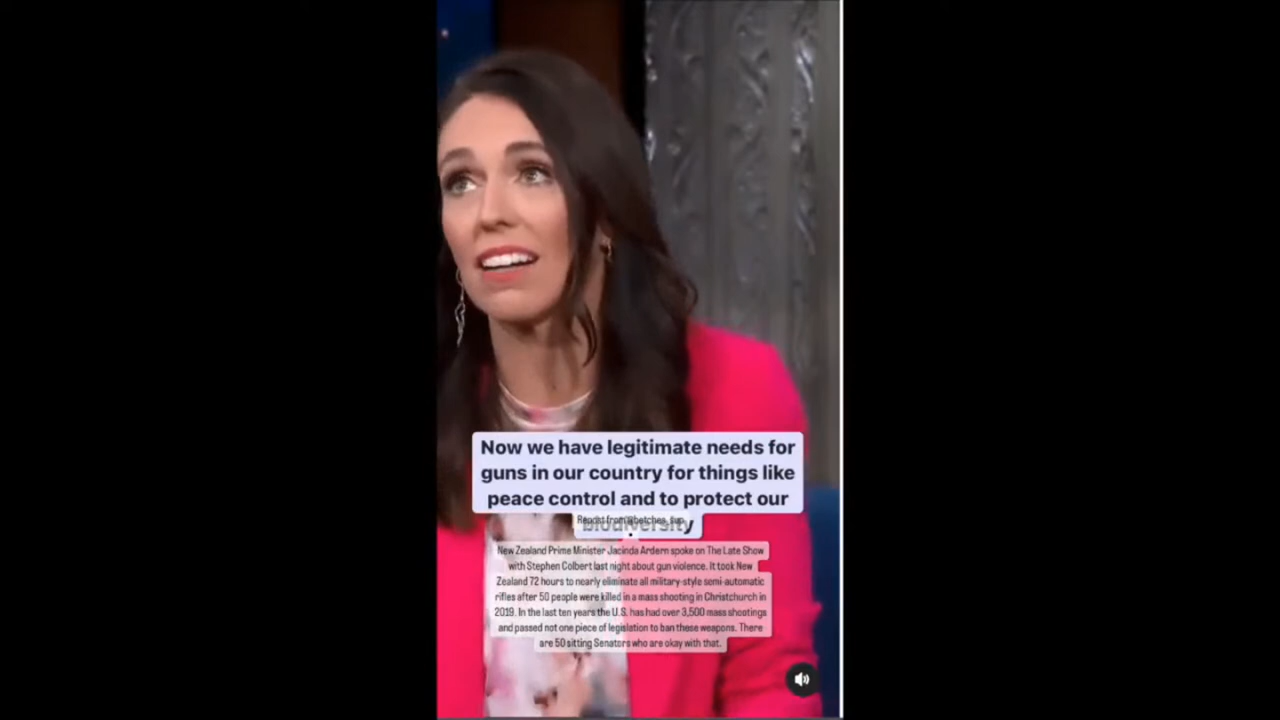 Now we have legitimate needs for
guns in our country for things like
peace control and to protect our
biodiversity
Repost from @betches_sup
New Zealand Prime Minister Jacinda Ardern spoke on The Late Show
with Stephen Colbert last night about gun violence. It took New
Zealand 72 hours to nearly eliminate all military-style semi-automatic
rifles after 50 people were killed in a mass shooting in Christchurch in
2019. In the last ten years the U.S. has had over 3,500 mass shootings
and passed not one piece of legislation to ban these weapons. There
are 50 sitting Senators who are okay with that.